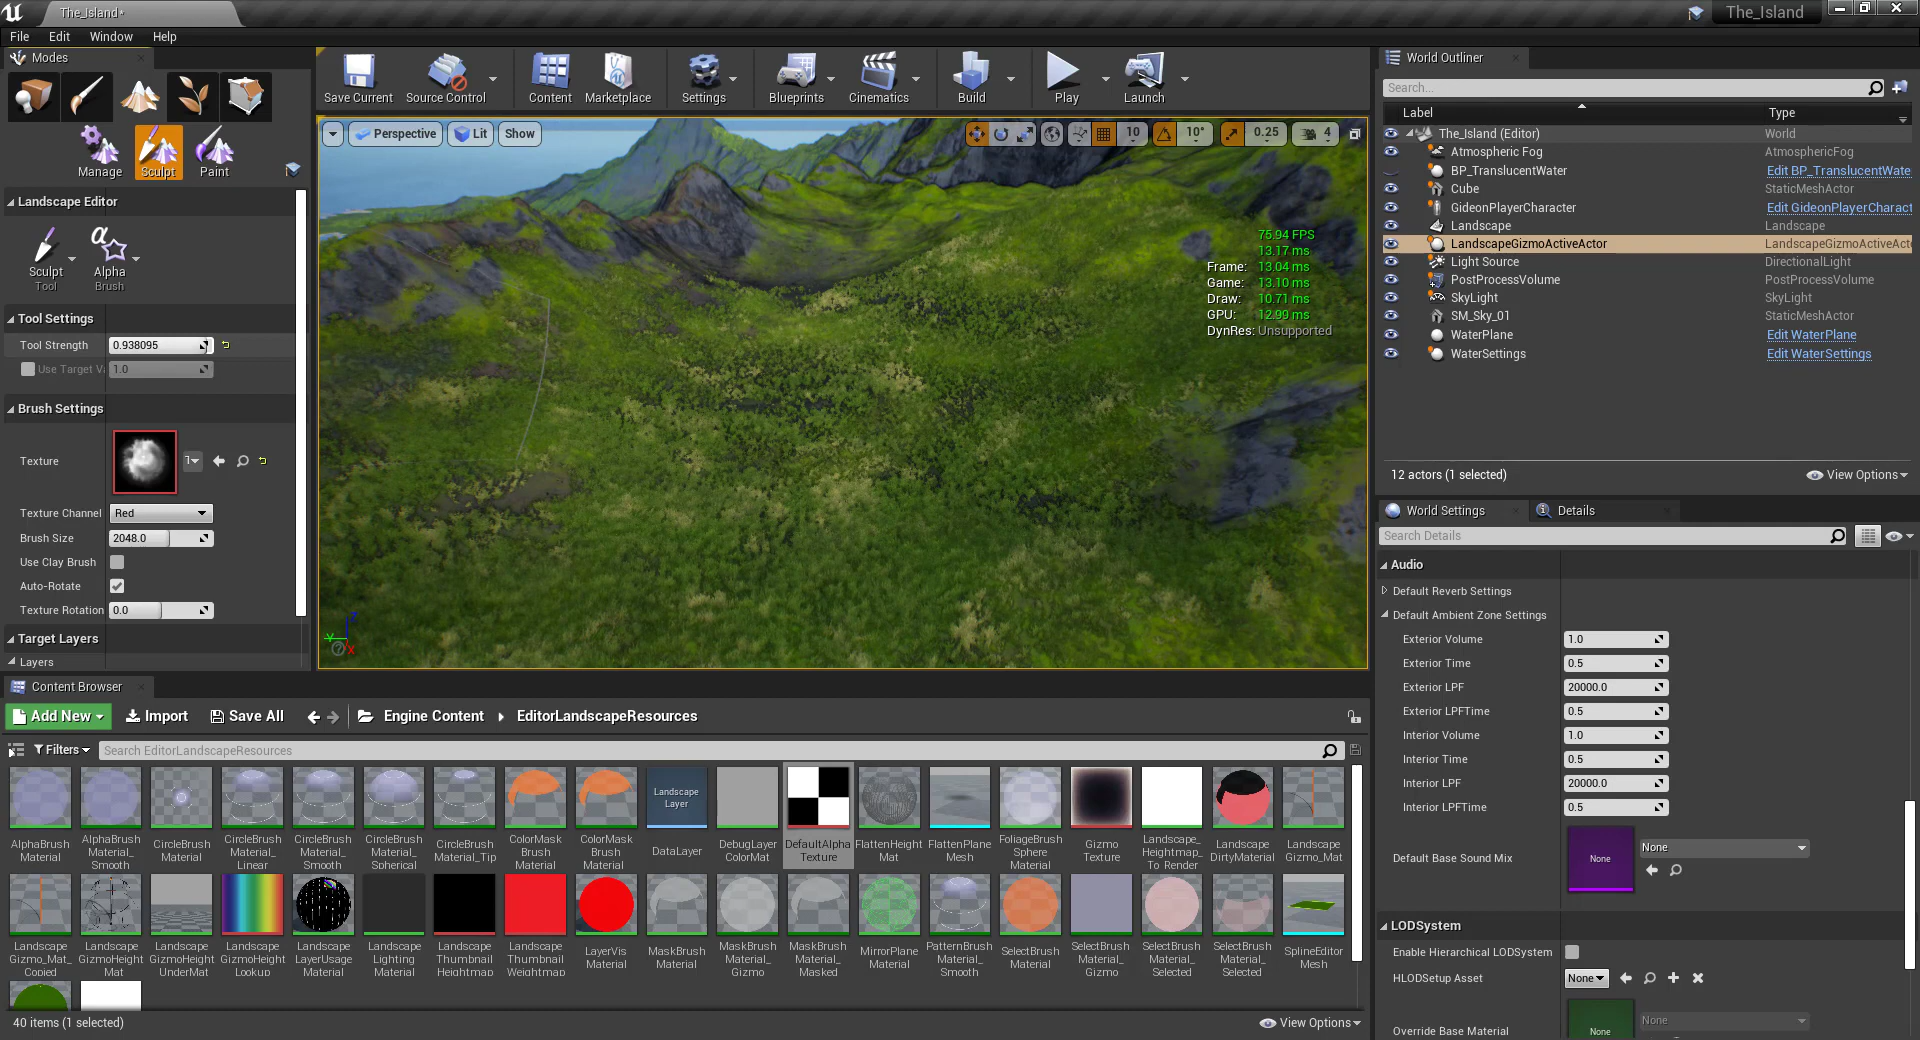 The_Island*
The_Island
File Edit Window Help
Modes
Manage Sculpt Paint
Landscape Editor
Sculpt Alpha
Tool Brush
Tool Settings
Tool Strength 0.938095
Use Target V 1.0
Brush Settings
Texture
Texture Channel Red
Brush Size 2048.0
Use Clay Brush
Auto-Rotate
Texture Rotation 0.0
Target Layers
Layers
Save Current Source Control Content Marketplace Settings Blueprints Cinematics Build Play Launch
Perspective Lit Show
10 10° 0.25 4
75.94 FPS
13.17 ms
Frame: 13.04 ms
Game: 13.10 ms
Draw: 10.71 ms
GPU: 12.90 ms
DynRes: Unsupported
World Outliner
Search...
Label Type
The_Island (Editor) World
Atmospheric Fog AtmosphericFog
BP_TranslucentWater Edit BP_TranslucentWate
Cube StaticMeshActor
GideonPlayerCharacter Edit GideonPlayerCharact
Landscape Landscape
LandscapeGizmoActiveActor LandscapeGizmoActiveAct
Light Source DirectionalLight
PostProcessVolume PostProcessVolume
SkyLight SkyLight
SM_Sky_01 StaticMeshActor
WaterPlane Edit WaterPlane
WaterSettings Edit WaterSettings
12 actors (1 selected) View Options
World Settings Details
Search Details
Audio
Default Reverb Settings
Default Ambient Zone Settings
Exterior Volume 1.0
Exterior Time 0.5
Exterior LPF 20000.0
Exterior LPFTime 0.5
Interior Volume 1.0
Interior Time 0.5
Interior LPF 20000.0
Interior LPFTime 0.5
Default Base Sound Mix None None
LODSystem
Enable Hierarchical LODSystem
HLODSetup Asset None
Override Base Material None None
Content Browser
Add New Import Save All Engine Content EditorLandscapeResources
Filters Search EditorLandscapeResources
Landscape
Layer
AlphaBrush
Material
AlphaBrush
Material_
Smooth
CircleBrush
Material
CircleBrush
Material_
Linear
CircleBrush
Material_
Smooth
CircleBrush
Material_
Spherical
CircleBrush
Material_Tip
ColorMask
Brush
Material
ColorMask
Brush
Material
DataLayer
DebugLayer
ColorMat
DefaultAlpha
Texture
FlattenHeight
Mat
FlattenPlane
Mesh
FoliageBrush
Sphere
Material
Gizmo
Texture
Landscape_
Heightmap_
To_Render
Landscape
DirtyMaterial
Landscape
Gizmo_Mat
Landscape
Gizmo_Mat_
Copied
Landscape
GizmoHeight
Mat
Landscape
GizmoHeight
UnderMat
Landscape
GizmoHeight
Lookup
Landscape
LayerUsage
Material
Landscape
Lighting
Material
Landscape
Thumbnail
Heightmap
Landscape
Thumbnail
Weightmap
LayerVis
Material
MaskBrush
Material
MaskBrush
Material_
Gizmo
MaskBrush
Material_
Masked
MirrorPlane
Material
PatternBrush
Material_
Smooth
SelectBrush
Material
SelectBrush
Material_
Gizmo
SelectBrush
Material_
Selected
SelectBrush
Material_
Selected
SplineEditor
Mesh
40 items (1 selected) View Options